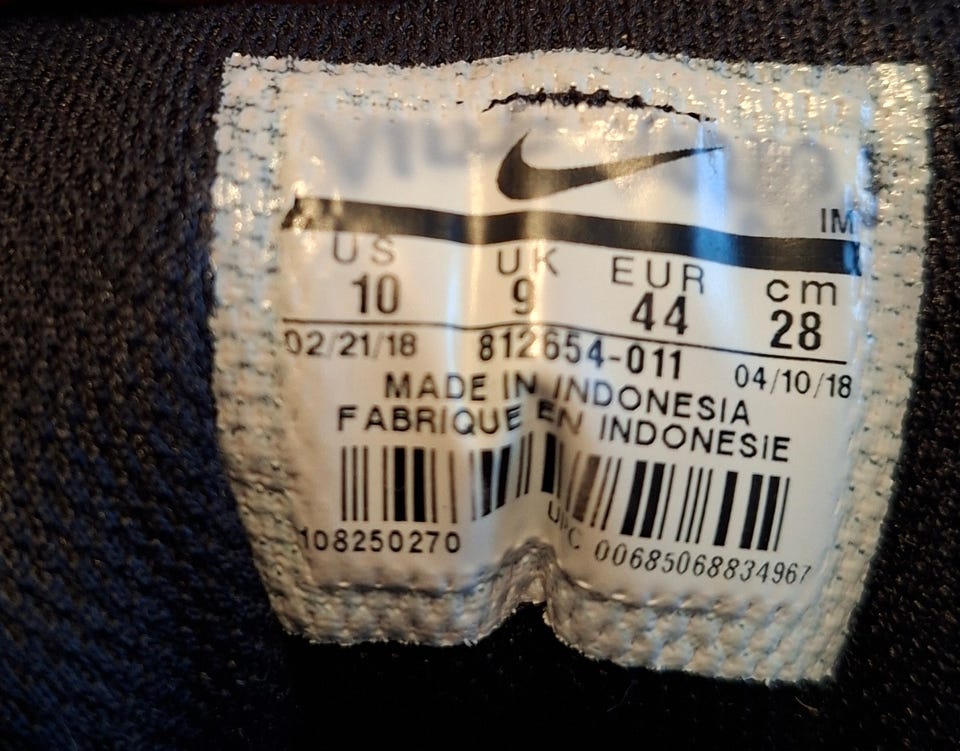 IM
US UK EUR cm
10 9 44 28
02/21/18 812654-011 04/10/18
MADE IN INDONESIA
FABRIQUE EN INDONESIE
108250270
UPC 00685068834967